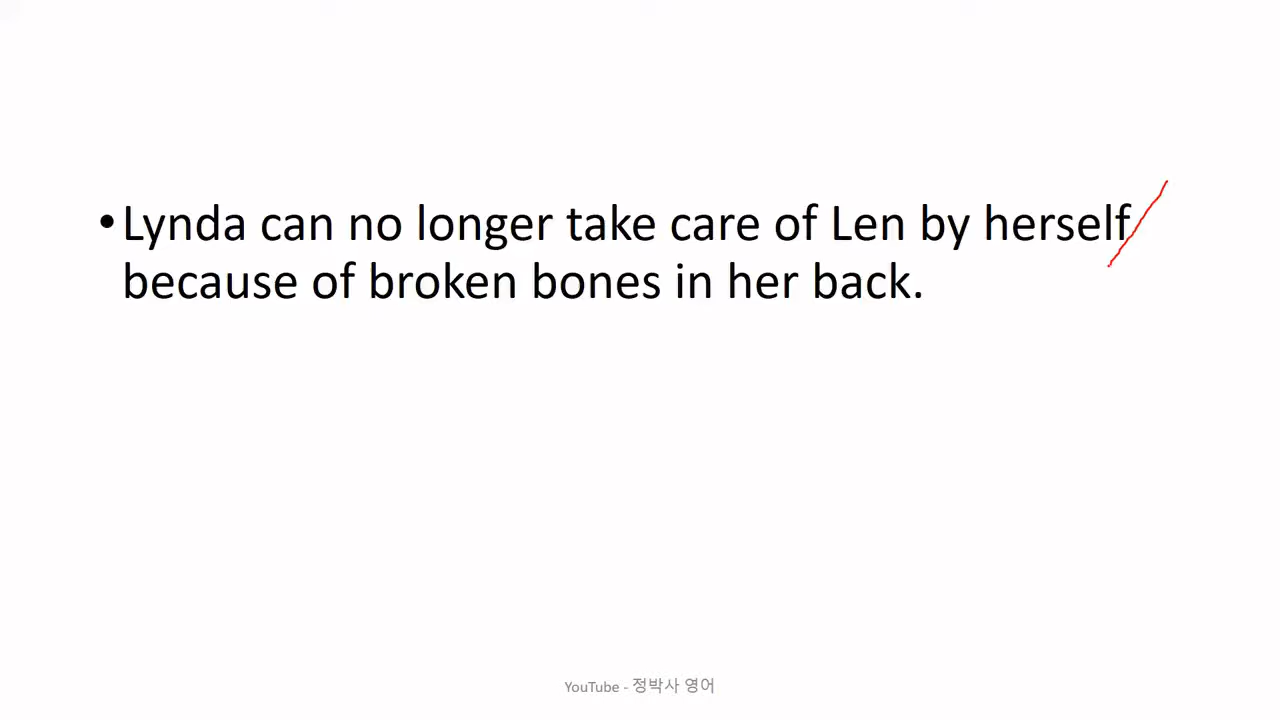 •Lynda can no longer take care of Len by herself
because of broken bones in her back.
YouTube - 정박사 영어